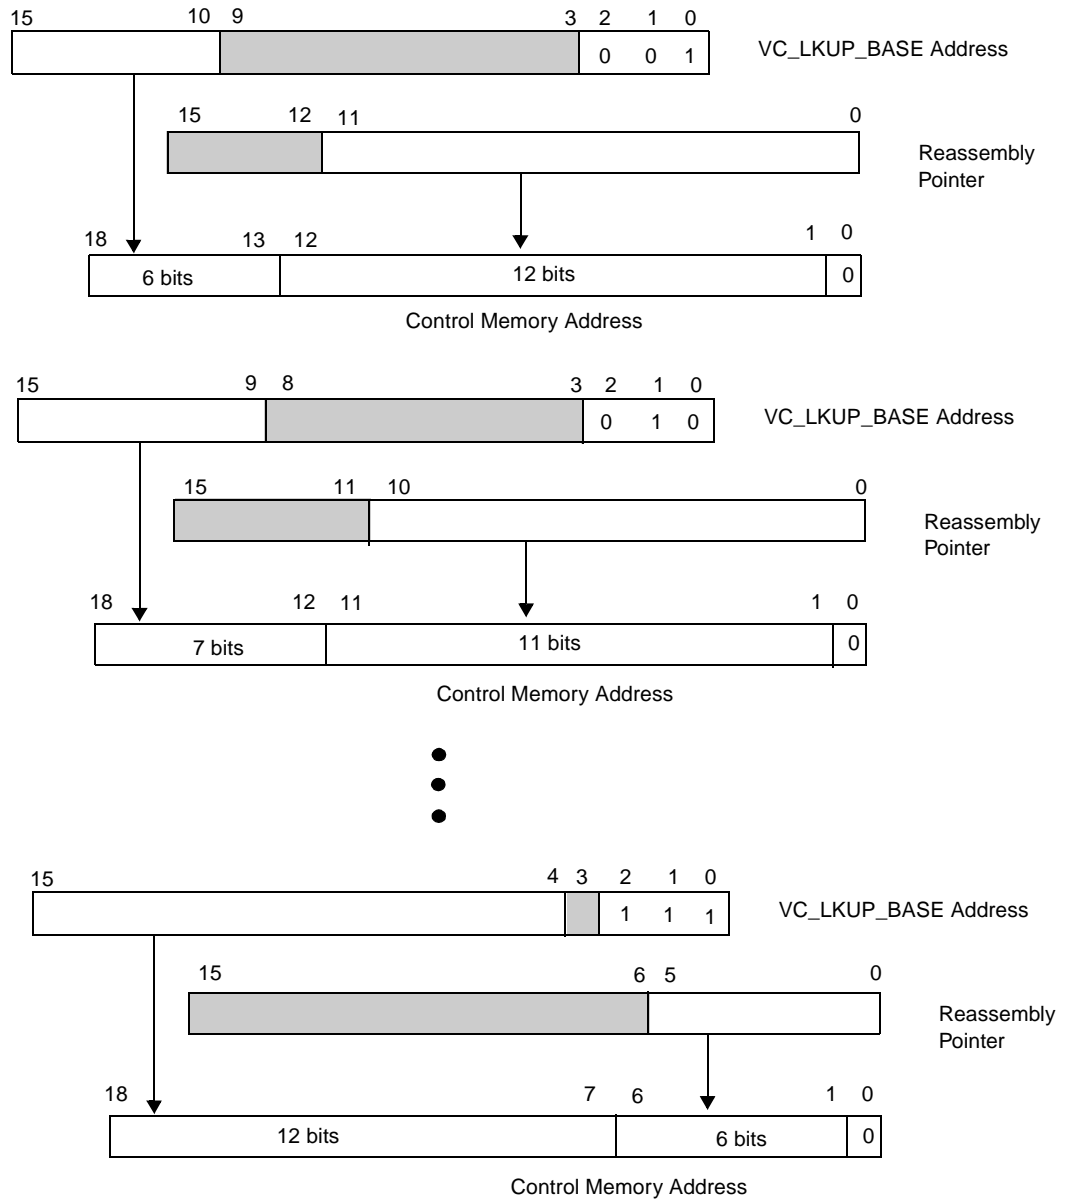 15 10 9 3 2 1 0
0 0 1 VC_LKUP_BASE Address
15 12 11 0
Reassembly
Pointer
18 13 12 1 0
6 bits 12 bits 0
Control Memory Address
15 9 8 3 2 1 0
0 1 0 VC_LKUP_BASE Address
15 11 10 0
Reassembly
Pointer
18 12 11 1 0
7 bits 11 bits 0
Control Memory Address
15 4 3 2 1 0
1 1 1 VC_LKUP_BASE Address
15 6 5 0
Reassembly
Pointer
18 7 6 1 0
12 bits 6 bits 0
Control Memory Address